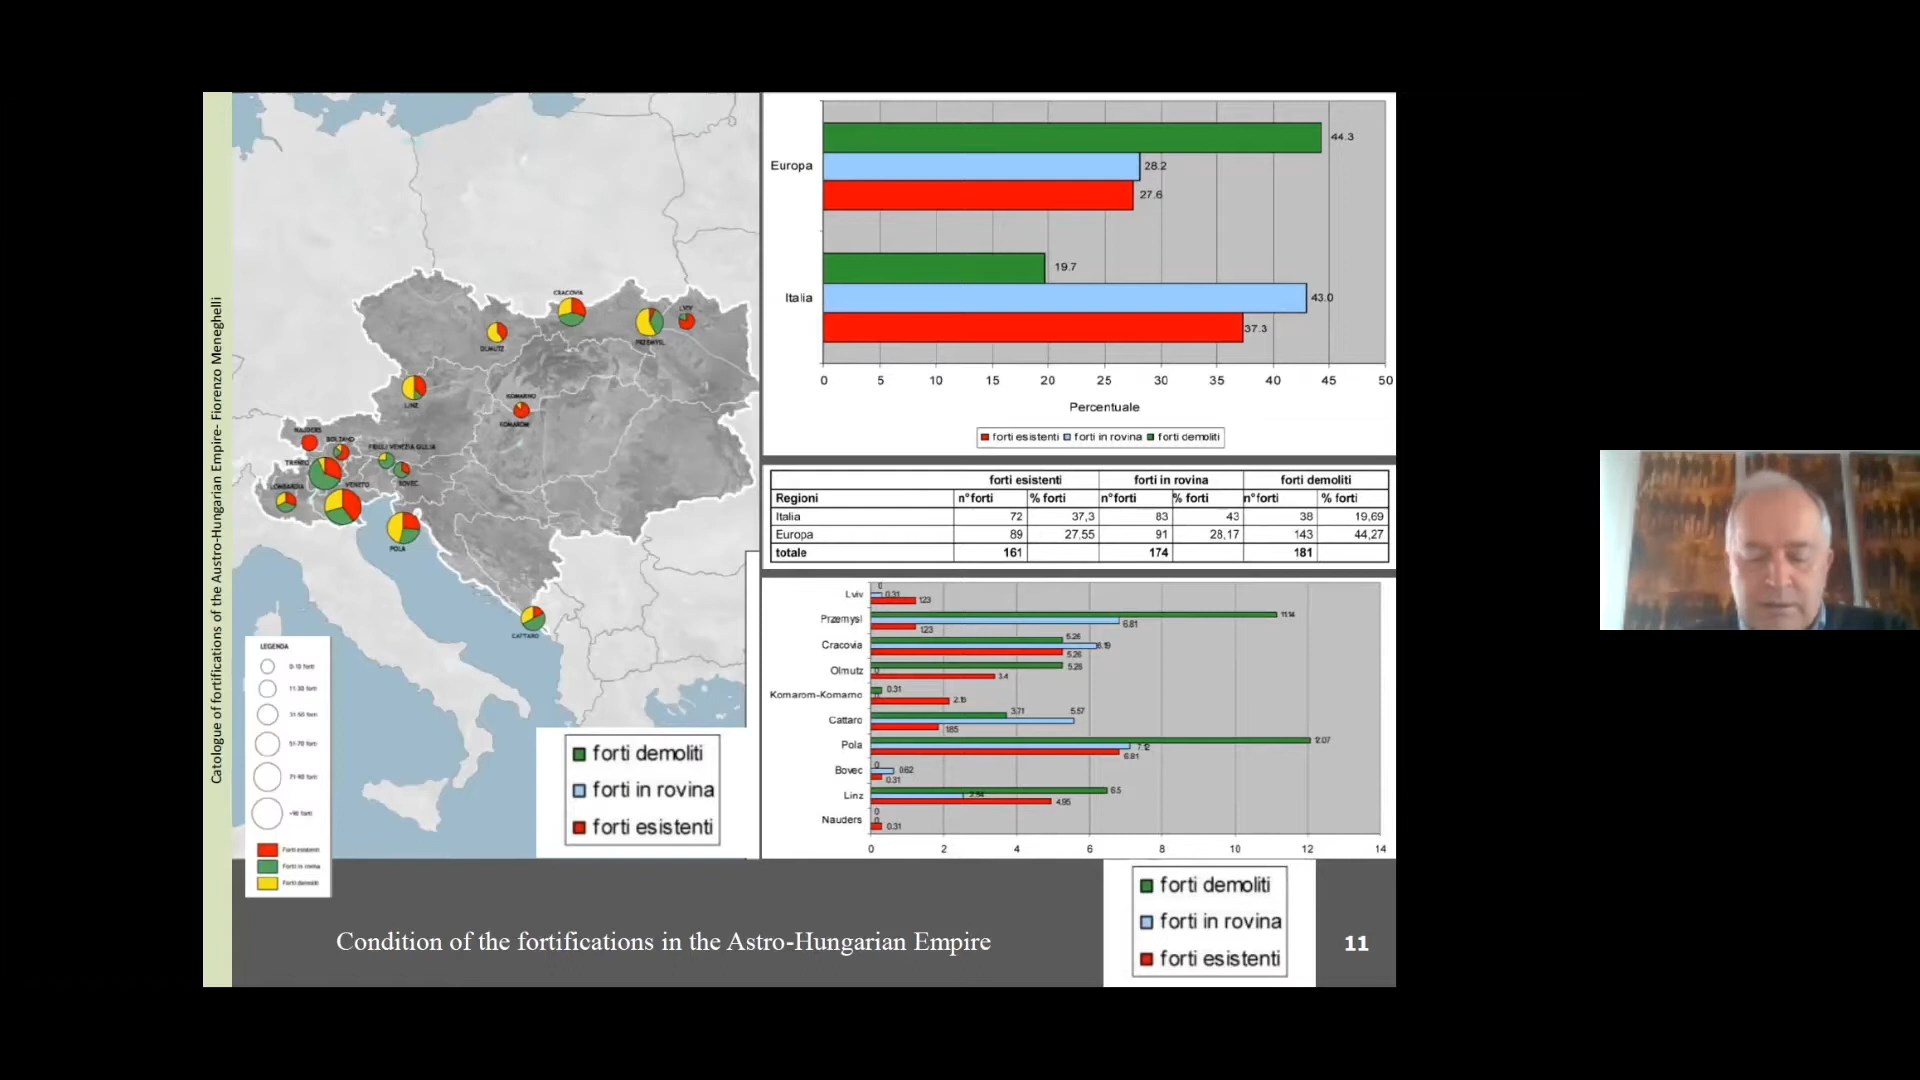 Catologue of fortifications of the Austro-Hungarian Empire- Fiorenzo Meneghelli
CRACOVIA
LVIV
OLMUTZ
PRZEMYSL
LINZ
KOMARNO
KOMAROM
NAUDERS
BOLZANO
FRIULI VENEZIA GIULIA
TRENTO
BOVEC
LOMBARDIA
VENETO
POLA
CATTARO
LEGENDA
0-10 forti
11-30 forti
31-50 forti
51-70 forti
71-90 forti
>90 forti
Forti esistenti
Forti in rovina
Forti demoliti
forti demoliti
forti in rovina
forti esistenti
Europa
44.3
28.2
27.6
Italia
19.7
43.0
37.3
0 5 10 15 20 25 30 35 40 45 50
Percentuale
forti esistenti forti in rovina forti demoliti
forti esistenti forti in rovina forti demoliti
Regioni n°forti % forti n°forti % forti n°forti % forti
Italia 72 37,3 83 43 38 19,69
Europa 89 27,55 91 28,17 143 44,27
totale 161 174 181
Lviv 0 0.31 1.23
Przemysl 11.14 6.81 1.23
Cracovia 5.26 6.19 5.26
Olmutz 5.26 0 3.4
Komarom-Komarno 0.31 0 2.16
Cattaro 3.71 5.57 1.85
Pola 12.07 7.12 6.81
Bovec 0 0.62 0.31
Linz 6.5 4.95
Nauders 0 0 0.31
0 2 4 6 8 10 12 14
forti demoliti
forti in rovina
forti esistenti
Condition of the fortifications in the Astro-Hungarian Empire
11